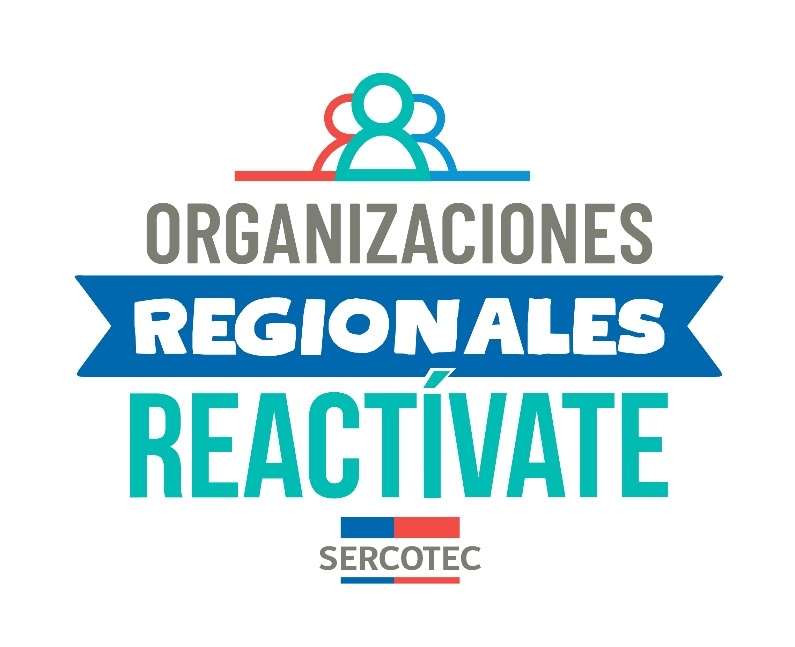 ORGANIZACIONES
REGIONALES
REACTÍVATE
SERCOTEC